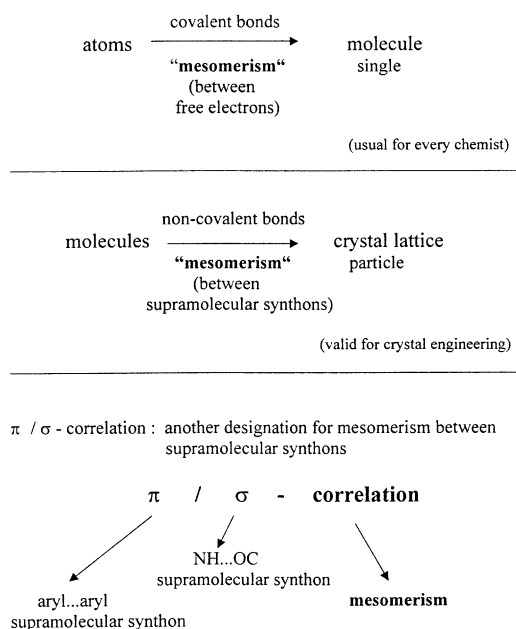 covalent bonds
atoms molecule
"mesomerism" single
(between
free electrons)
(usual for every chemist)
non-covalent bonds
molecules crystal lattice
"mesomerism" particle
(between
supramolecular synthons)
(valid for crystal engineering)
π / σ - correlation : another designation for mesomerism between
supramolecular synthons
π / σ - correlation
NH...OC
supramolecular synthon
aryl...aryl mesomerism
supramolecular synthon